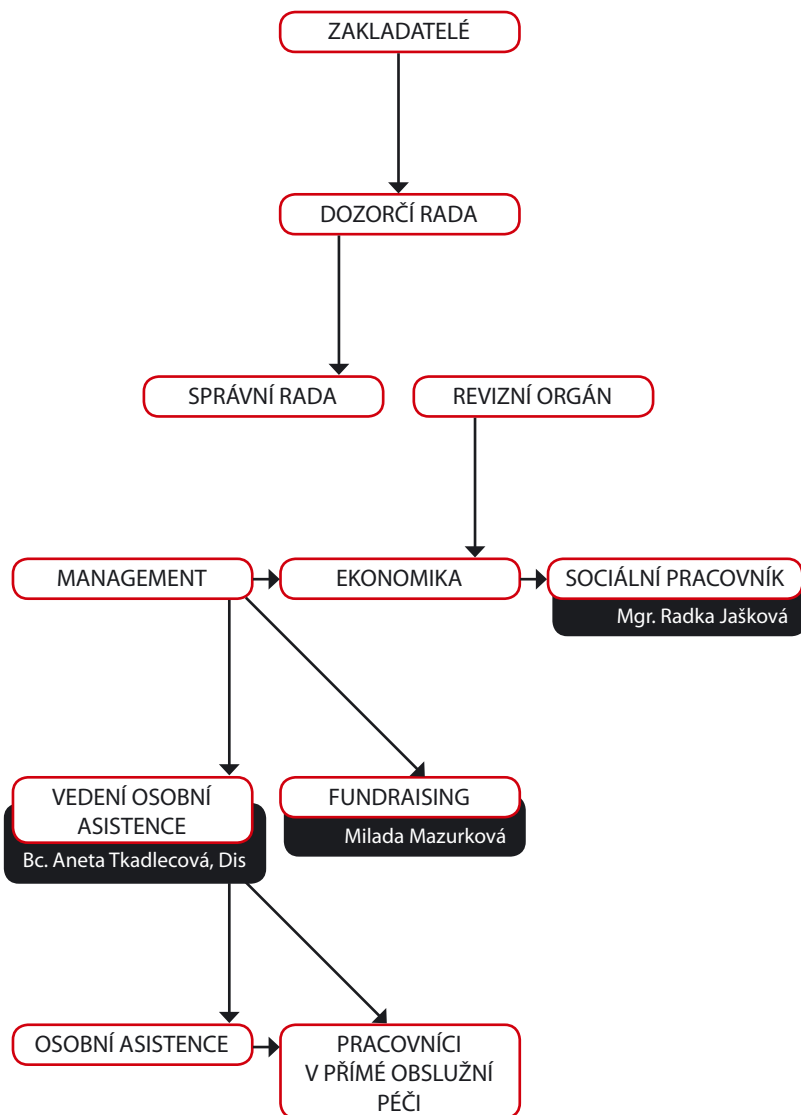 ZAKLADATELÉ
DOZORČÍ RADA
SPRÁVNÍ RADA
REVIZNÍ ORGÁN
MANAGEMENT
EKONOMIKA
SOCIÁLNÍ PRACOVNÍK
Mgr. Radka Jašková
VEDENÍ OSOBNÍ
ASISTENCE
Bc. Aneta Tkadlecová, Dis
FUNDRAISING
Milada Mazurková
OSOBNÍ ASISTENCE
PRACOVNÍCI
V PŘÍMÉ OBSLUŽNÍ
PÉČI